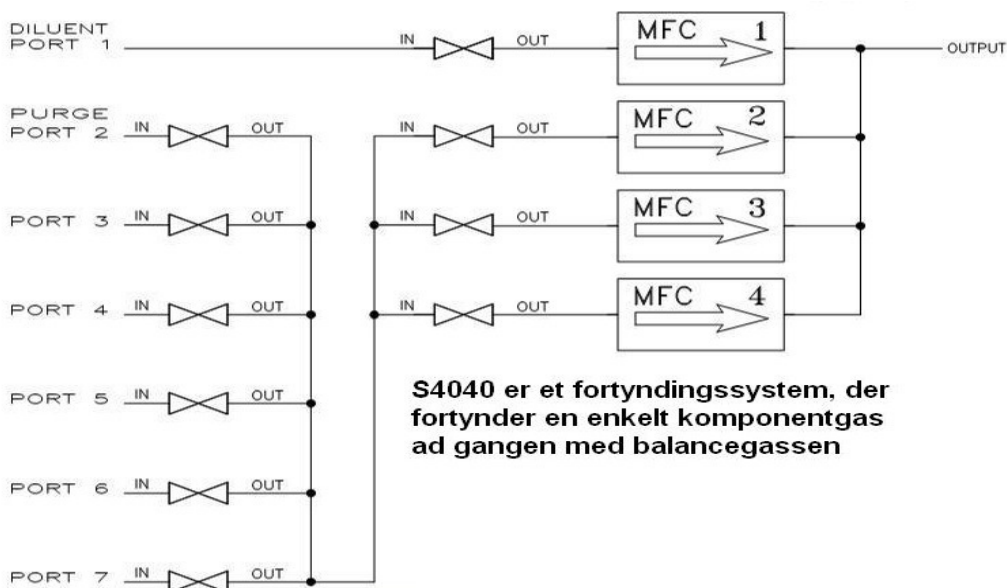 DILUENT
PORT 1 IN OUT MFC 1 OUTPUT
PURGE
PORT 2 IN OUT IN OUT MFC 2
PORT 3 IN OUT IN OUT MFC 3
PORT 4 IN OUT IN OUT MFC 4
S4040 er et fortyndingssystem, der
fortynder en enkelt komponentgas
ad gangen med balancegassen
PORT 5 IN OUT
PORT 6 IN OUT
PORT 7 IN OUT